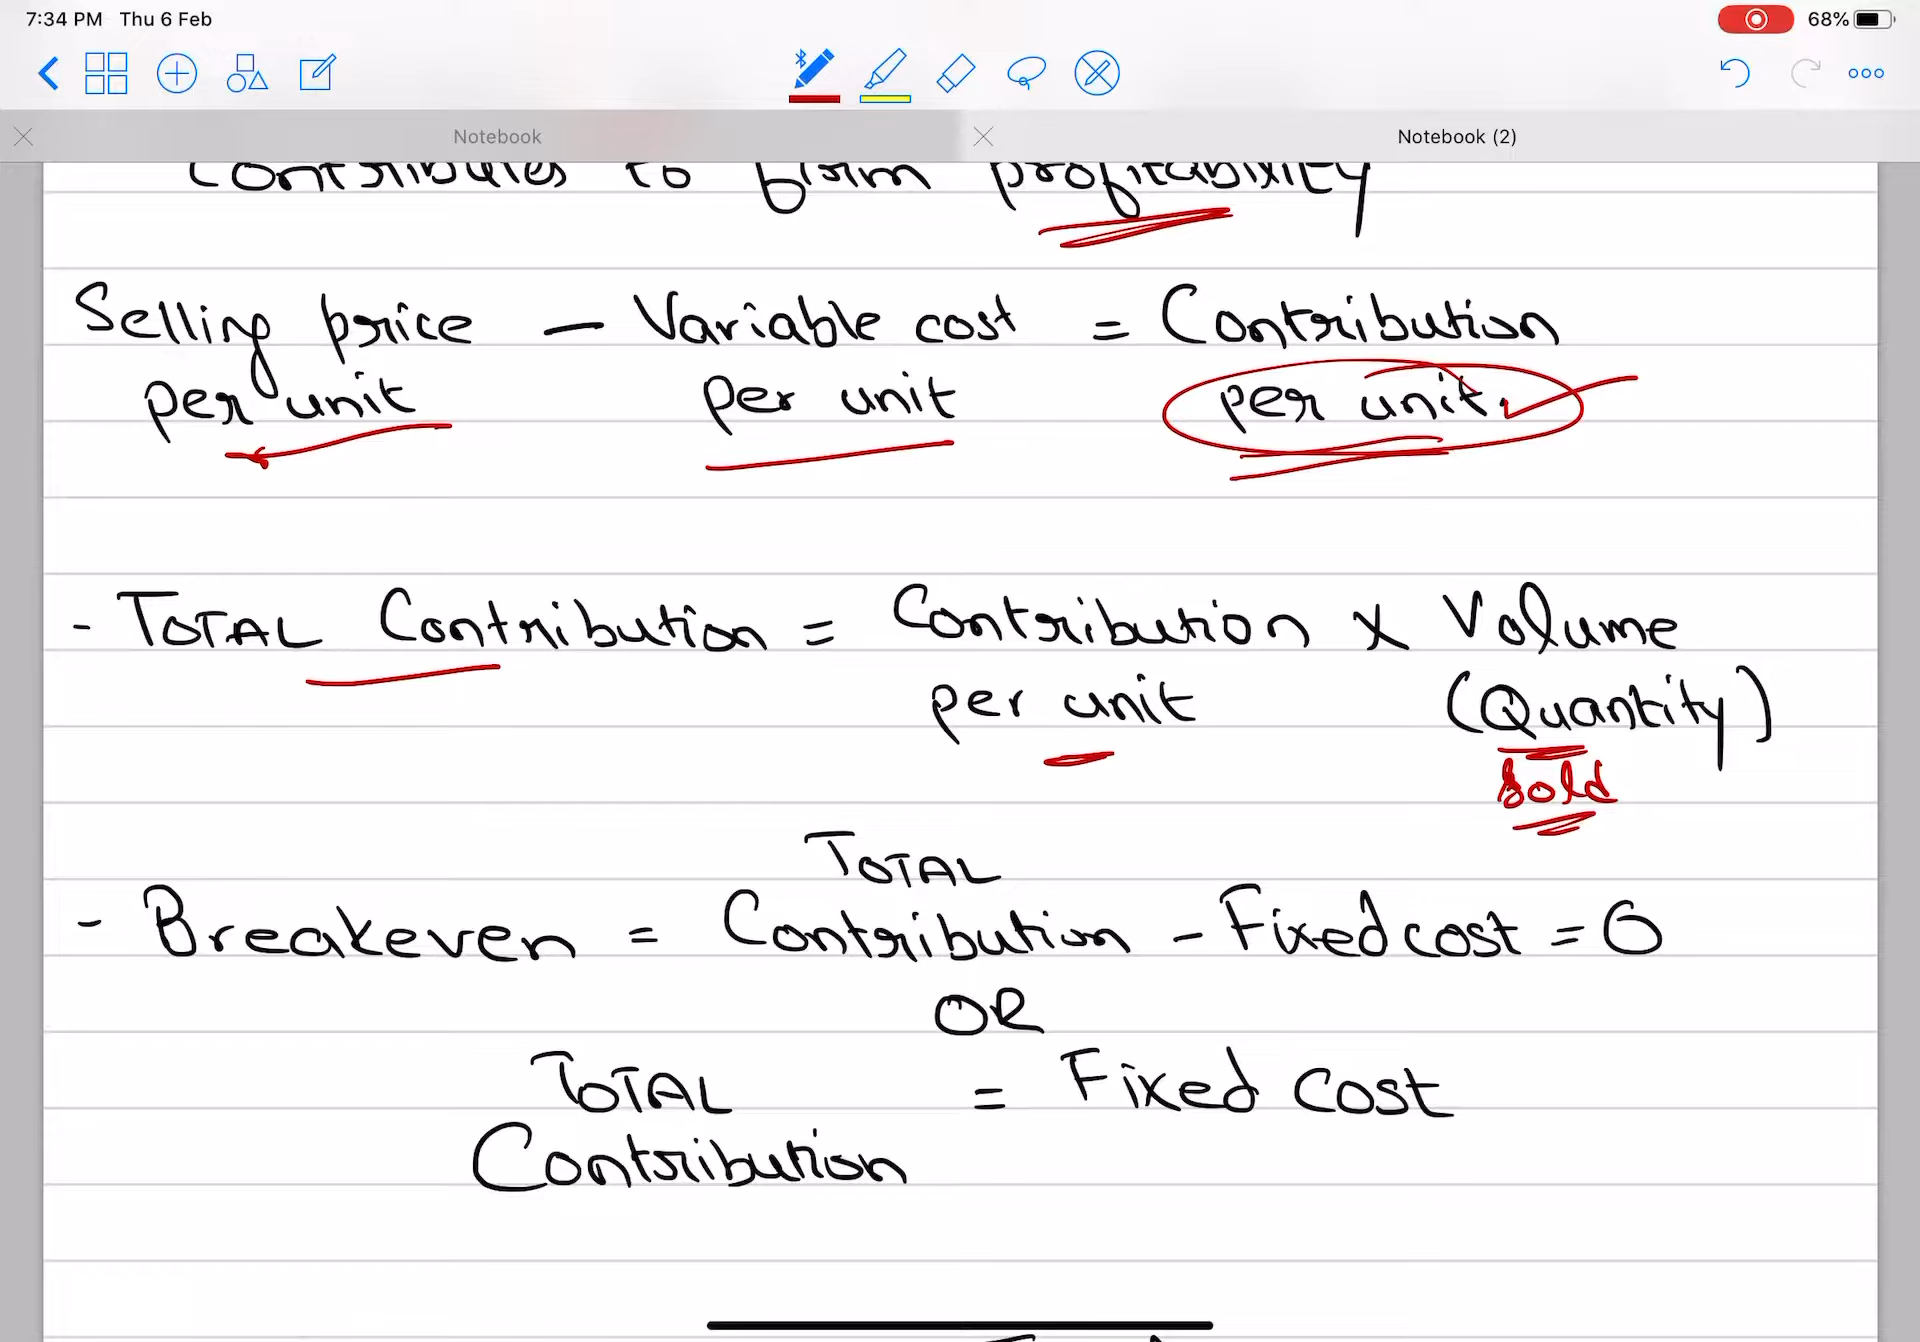 7:34 PM Thu 6 Feb 68%
Notebook Notebook (2)
Contributes to firm profitability
Selling price — Variable cost = Contribution
per unit per unit per unit.
- TOTAL Contribution = Contribution x Volume
per unit (Quantity)
sold
TOTAL
- Breakeven = Contribution - Fixed cost = 0
OR
TOTAL = Fixed Cost
Contribution